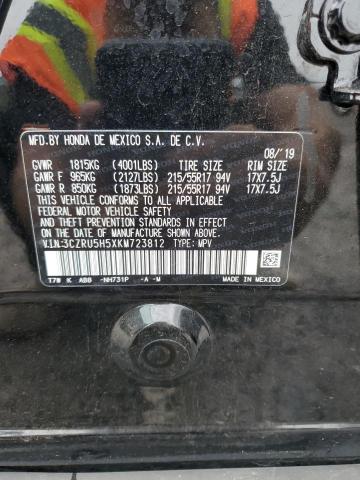 MFD.BY HONDA DE MEXICO S.A. DE C.V.
08/'19
GVWR 1815KG (4001LBS) TIRE SIZE RIM SIZE
GAWR F 965KG (2127LBS) 215/55R17 94V 17X7.5J
GAWR R 850KG (1873LBS) 215/55R17 94V 17X7.5J
THIS VEHICLE CONFORMS TO ALL APPLICABLE
FEDERAL MOTOR VEHICLE SAFETY, BUMPER,
AND THEFT PREVENTION STANDARDS IN EFFECT
ON THE DATE OF MANUFACTURE SHOWN ABOVE.
V.I.N:3CZRU5H5XKM723812 TYPE: MPV
K ABB -NH731P -A -M MADE IN MEXICO